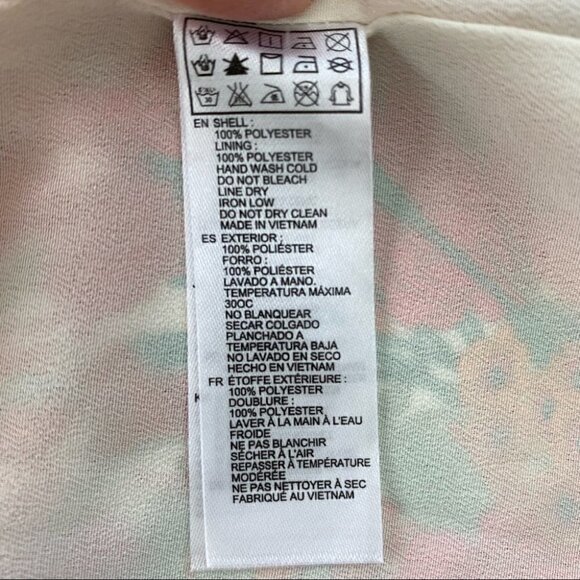 EN SHELL :
100% POLYESTER
LINING :
100% POLYESTER
HAND WASH COLD
DO NOT BLEACH
LINE DRY
IRON LOW
DO NOT DRY CLEAN
MADE IN VIETNAM
ES EXTERIOR :
100% POLIÉSTER
FORRO :
100% POLIÉSTER
LAVADO A MANO.
TEMPERATURA MÁXIMA
30OC
NO BLANQUEAR
SECAR COLGADO
PLANCHADO A
TEMPERATURA BAJA
NO LAVADO EN SECO
HECHO EN VIETNAM
FR ÉTOFFE EXTÉRIEURE :
100% POLYESTER
DOUBLURE :
100% POLYESTER
LAVER À LA MAIN À L'EAU
FROIDE
NE PAS BLANCHIR
SÉCHER À L'AIR
REPASSER À TEMPÉRATURE
MODÉRÉE
NE PAS NETTOYER À SEC
FABRIQUÉ AU VIETNAM